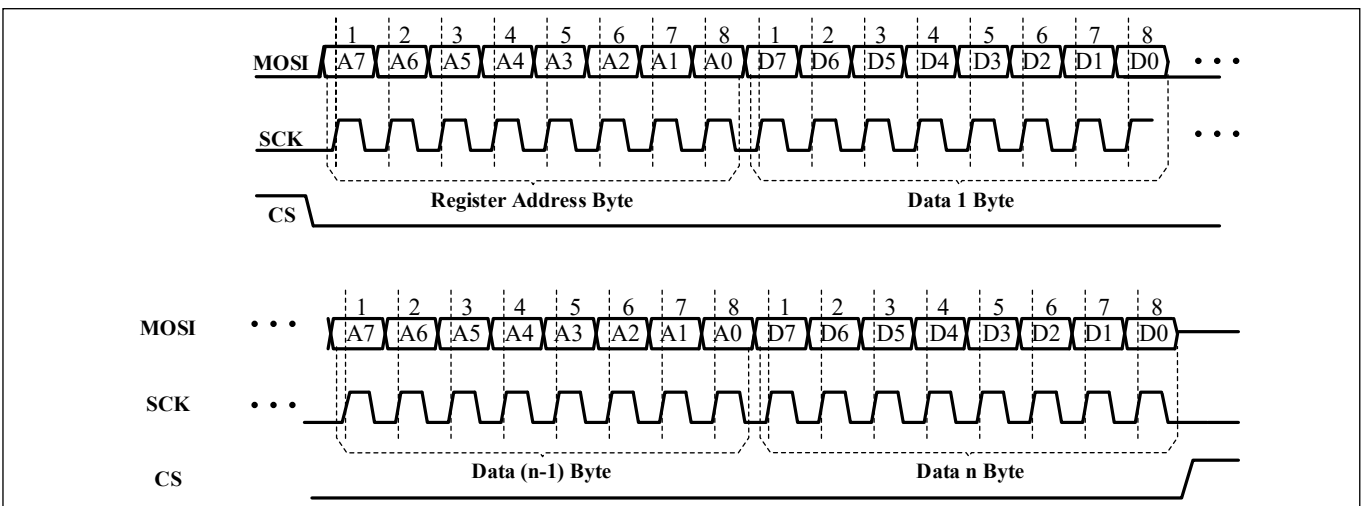 1 2 3 4 5 6 7 8 1 2 3 4 5 6 7 8
MOSI A7 A6 A5 A4 A3 A2 A1 A0 D7 D6 D5 D4 D3 D2 D1 D0 • • •
SCK • • •
Register Address Byte Data 1 Byte
CS
1 2 3 4 5 6 7 8 1 2 3 4 5 6 7 8
MOSI • • • A7 A6 A5 A4 A3 A2 A1 A0 D7 D6 D5 D4 D3 D2 D1 D0
SCK • • •
Data (n-1) Byte Data n Byte
CS